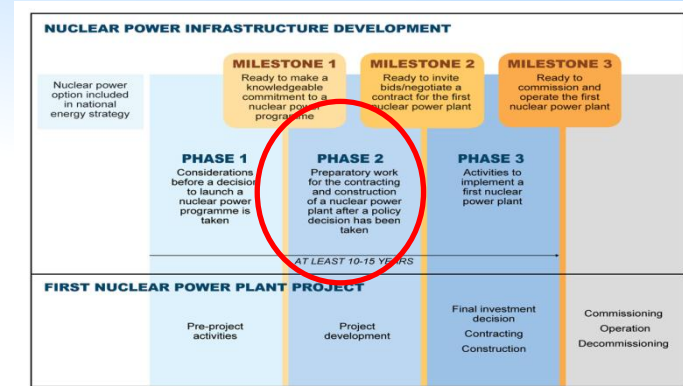 NUCLEAR POWER INFRASTRUCTURE DEVELOPMENT
Nuclear power
option included
in national
energy strategy
MILESTONE 1
Ready to make a
knowledgeable
commitment to a
nuclear power
programme
MILESTONE 2
Ready to invite
bids/negotiate a
contract for the first
nuclear power plant
MILESTONE 3
Ready to
commission and
operate the first
nuclear power plant
PHASE 1
Considerations
before a decision
to launch a
nuclear power
programme is
taken
PHASE 2
Preparatory work
for the contracting
and construction
of a nuclear power
plant after a policy
decision has been
taken
PHASE 3
Activities to
implement a
first nuclear
power plant
AT LEAST 10-15 YEARS
FIRST NUCLEAR POWER PLANT PROJECT
Pre-project
activities
Project
development
Final investment
decision
Contracting
Construction
Commissioning
Operation
Decommissioning